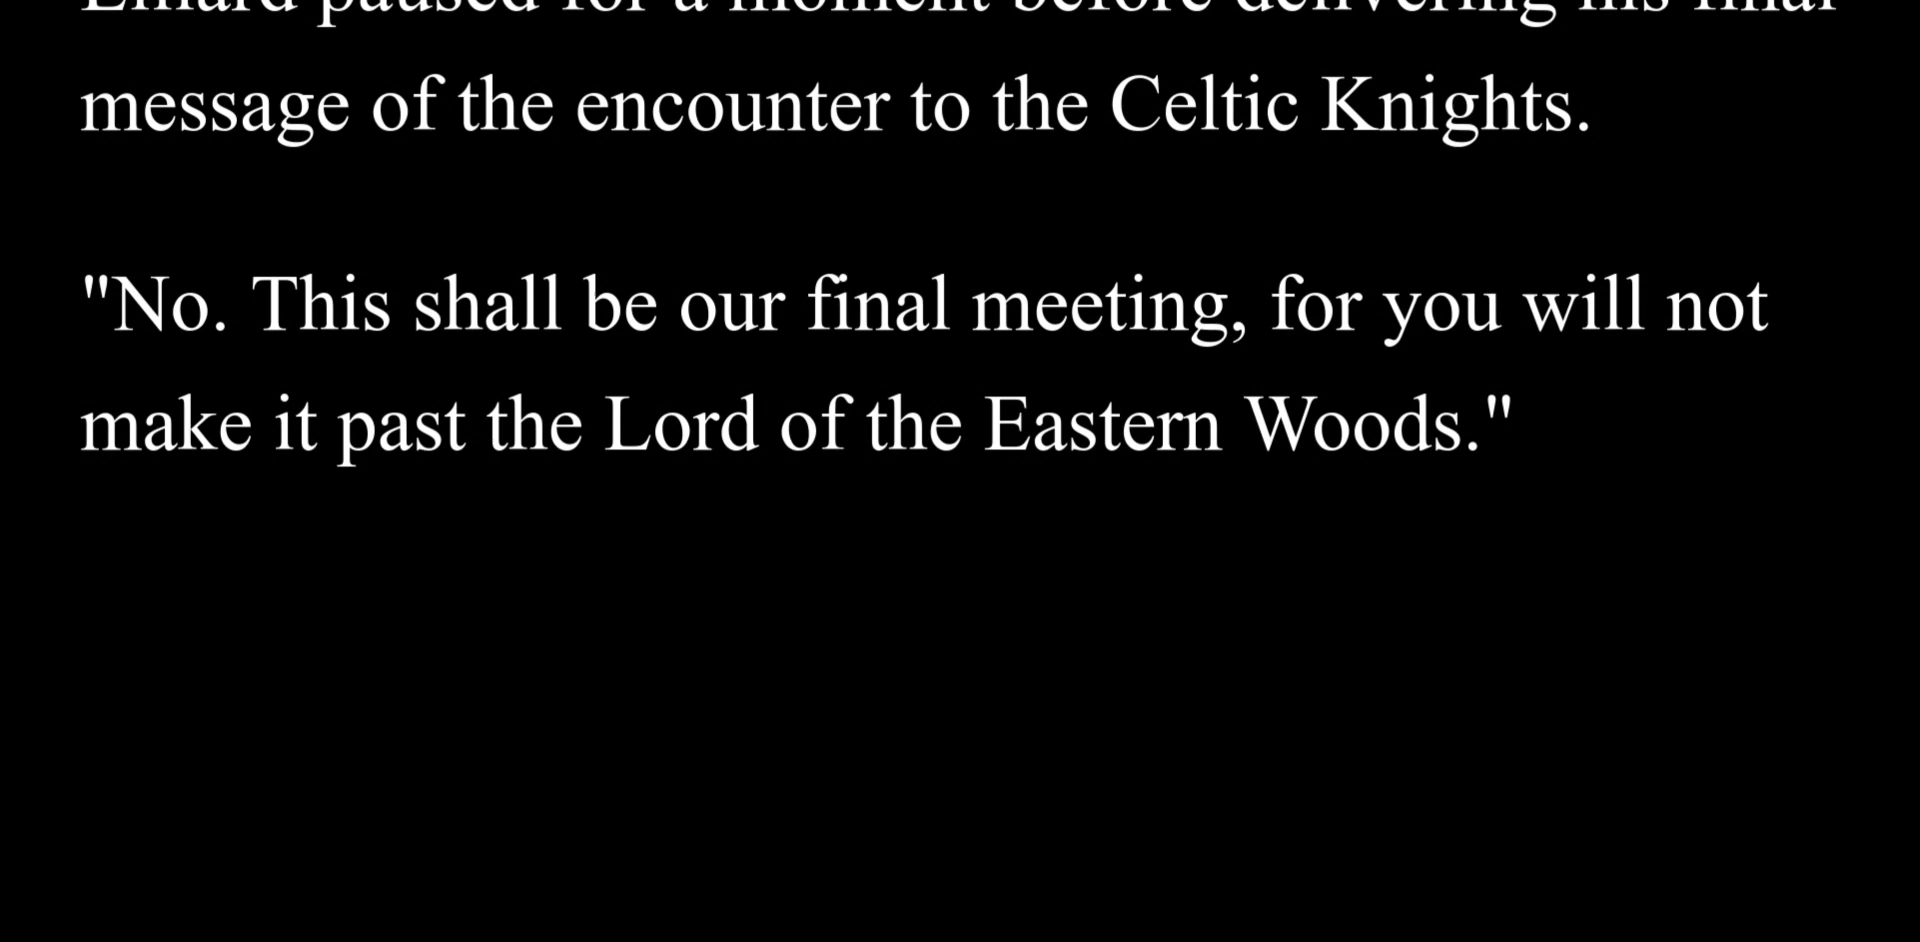 paused for a moment before delivering his final
message of the encounter to the Celtic Knights.
"No. This shall be our final meeting, for you will not
make it past the Lord of the Eastern Woods."